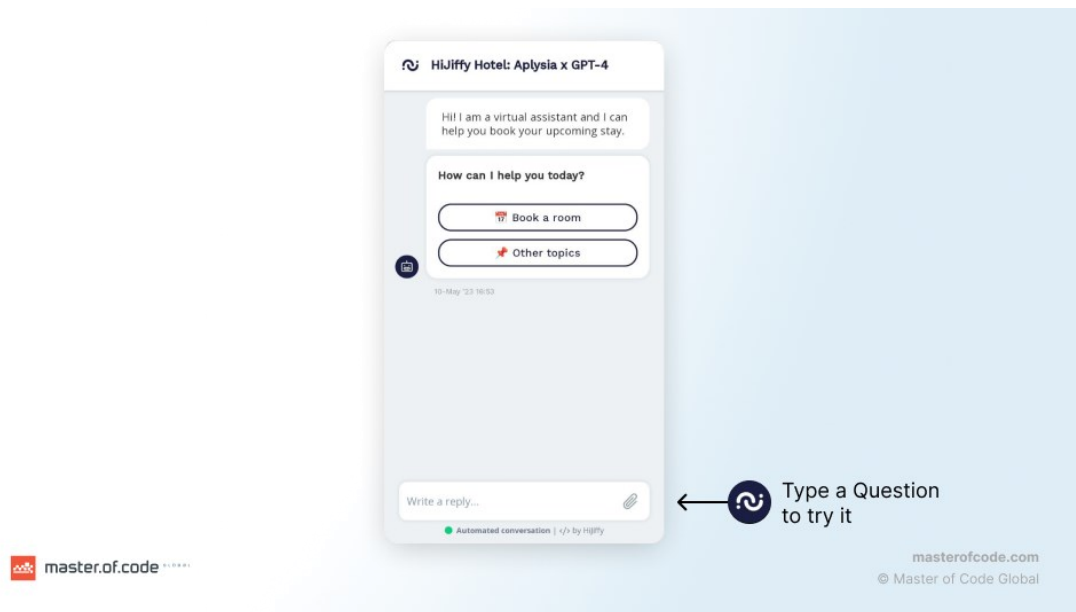 HiJiffy Hotel: Aplysia x GPT-4
Hi! I am a virtual assistant and I can
help you book your upcoming stay.
How can I help you today?
📅 Book a room
📌 Other topics
10-May '23 16:53
Write a reply...
Automated conversation | </> by HiJiffy
Type a Question
to try it
master.of.code GLOBAL
masterofcode.com
© Master of Code Global